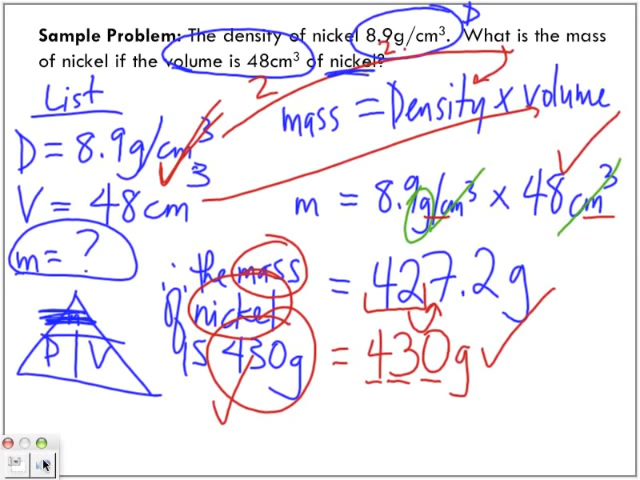 Sample Problem: The density of nickel 8.9g/cm³. What is the mass
of nickel if the volume is 48cm³ of nickel?
D
2
2
List
mass = Density x volume
D = 8.9g/cm³
V = 48cm³
m = 8.9g/cm³ x 48cm³
m = ?
∴ the mass
of nickel
is 430g
= 427.2g
= 430g
m
D V